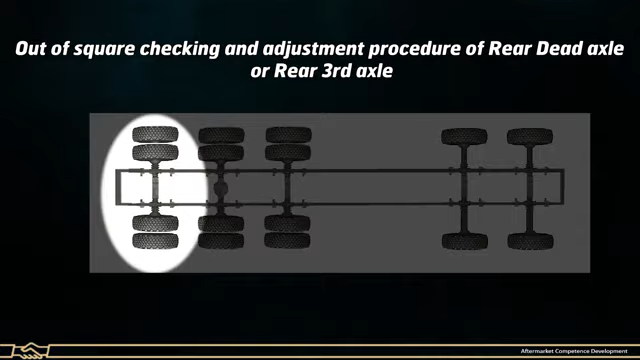 Out of square checking and adjustment procedure of Rear Dead axle
or Rear 3rd axle
Aftermarket Competence Development